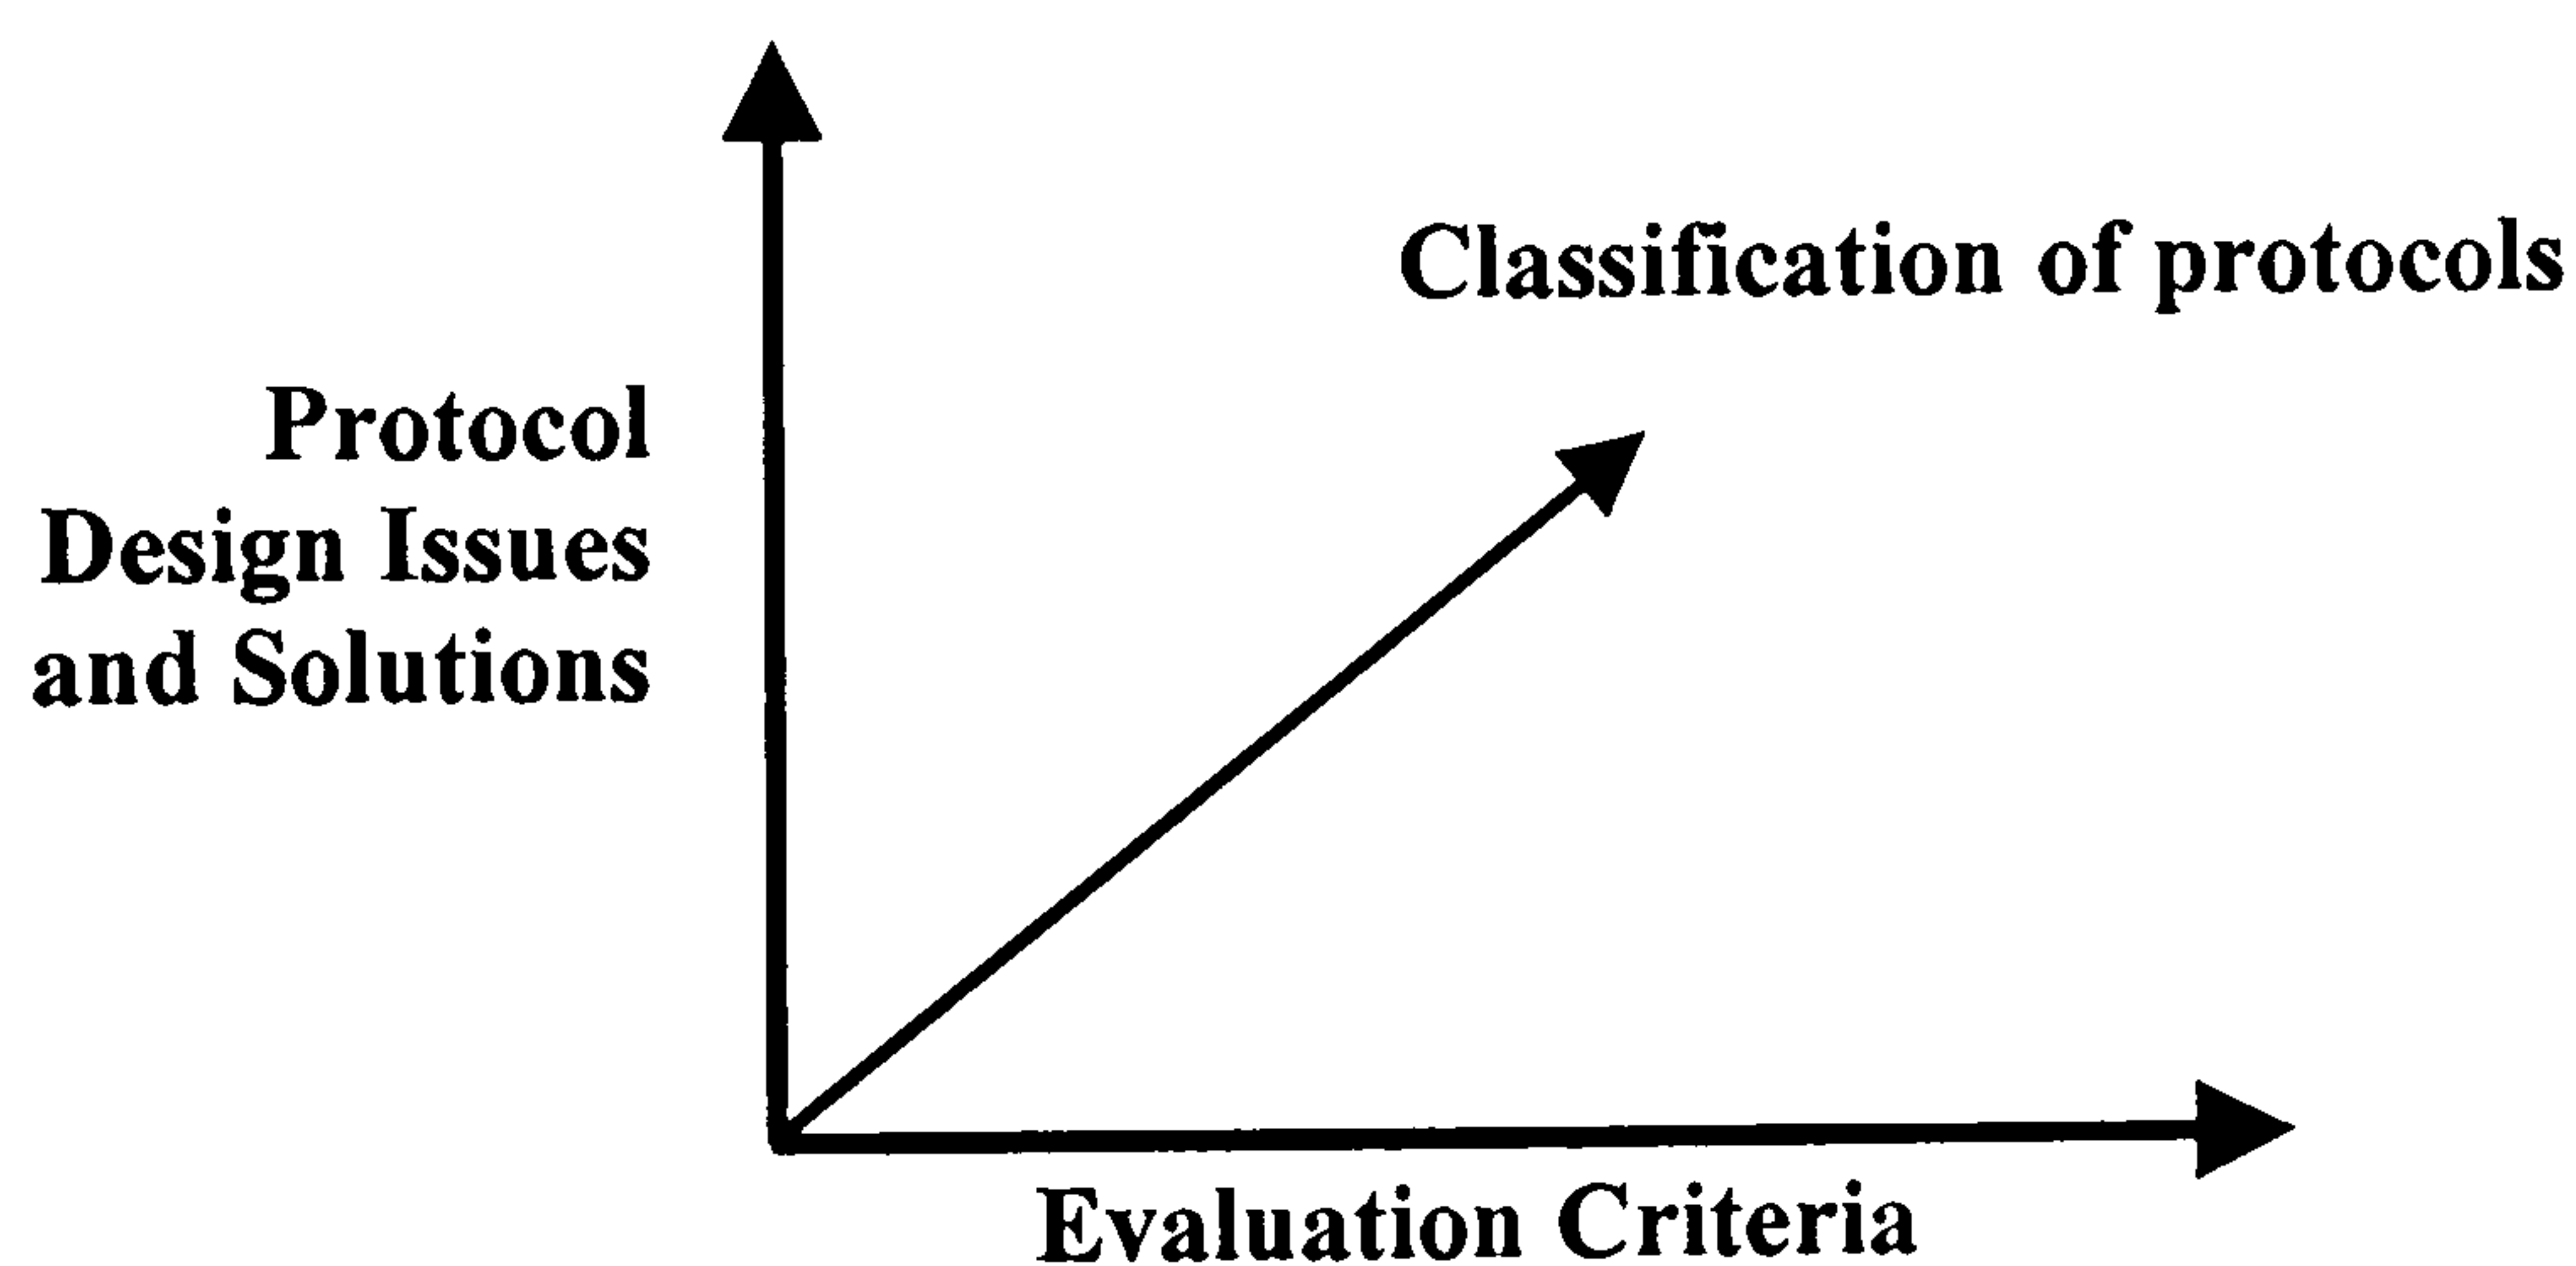 Classification of protocols
Protocol
Design Issues
and Solutions
Evaluation Criteria